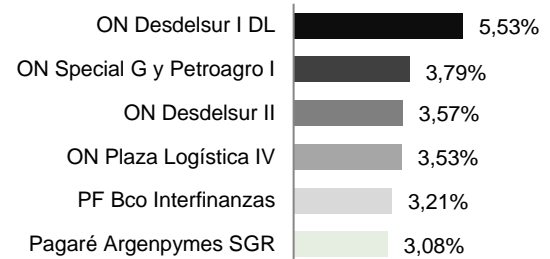 ON Desdelsur I DL 5,53%
ON Special G y Petroagro I 3,79%
ON Desdelsur II 3,57%
ON Plaza Logística IV 3,53%
PF Bco Interfinanzas 3,21%
Pagaré Argenpymes SGR 3,08%